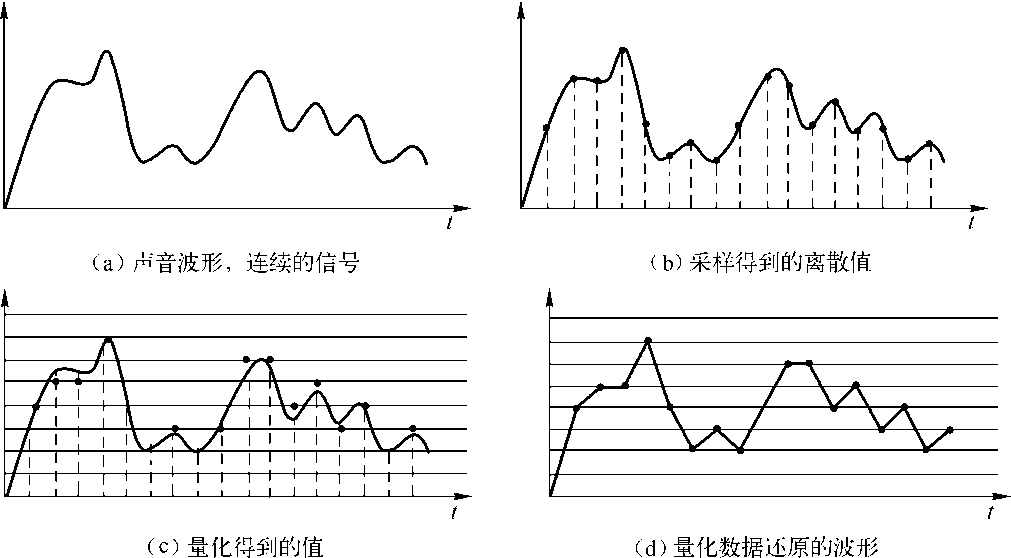 t
t
（a）声音波形，连续的信号
（b）采样得到的离散值
t
t
（c）量化得到的值
（d）量化数据还原的波形